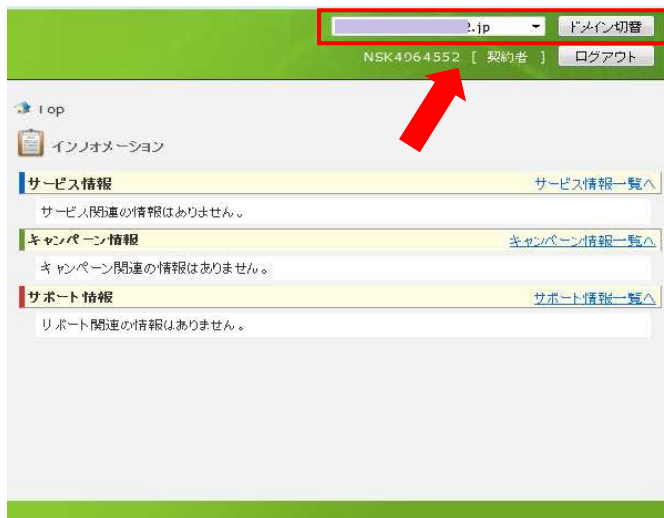 2.jp ドメイン切替
NSK4964552 [ 契約者 ] ログアウト
Top
インフォメーション
サービス情報 サービス情報一覧へ
サービス関連の情報はありません。
キャンペーン情報 キャンペーン情報一覧へ
キャンペーン関連の情報はありません。
サポート情報 サポート情報一覧へ
サポート関連の情報はありません。